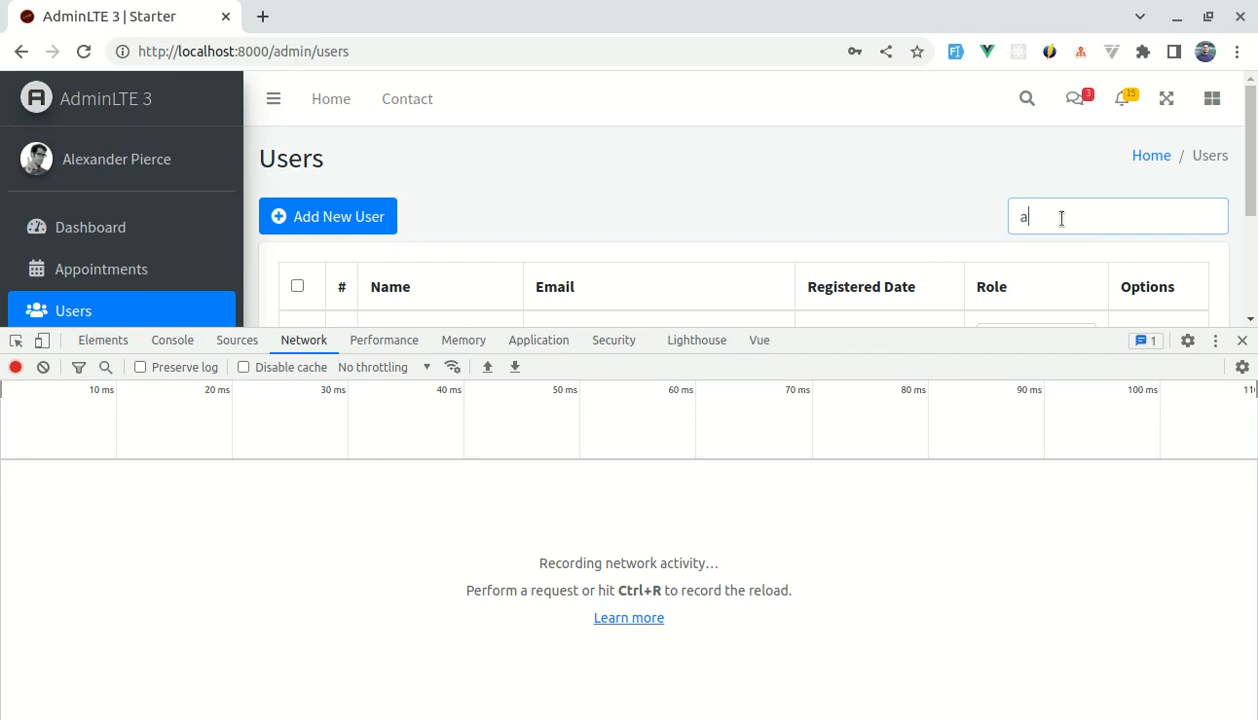 AdminLTE 3 | Starter
http://localhost:8000/admin/users
AdminLTE 3
Home
Contact
3
15
Alexander Pierce
Users
Home / Users
Add New User
a
Dashboard
Appointments
Users
#
Name
Email
Registered Date
Role
Options
Elements
Console
Sources
Network
Performance
Memory
Application
Security
Lighthouse
Vue
1
Preserve log
Disable cache
No throttling
10 ms
20 ms
30 ms
40 ms
50 ms
60 ms
70 ms
80 ms
90 ms
100 ms
Recording network activity…
Perform a request or hit Ctrl+R to record the reload.
Learn more